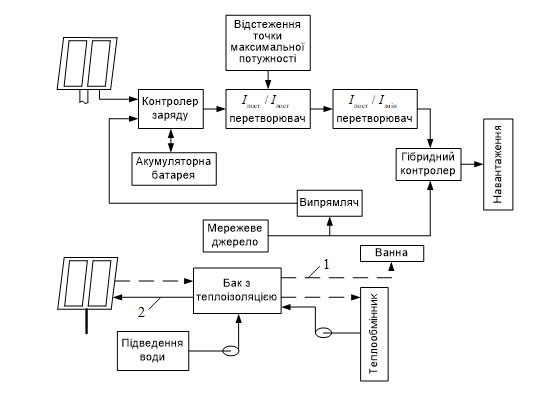 Відстеження
точки
максимальної
потужності
Контролер
заряду
Iпост / Iпост
перетворювач
Iпост / Iзмін
перетворювач
Гібридний
контролер
Навантаження
Акумуляторна
батарея
Випрямляч
Мережеве
джерело
Ванна
1
Бак з
теплоізоляцією
2
Теплообмінник
Підведення
води